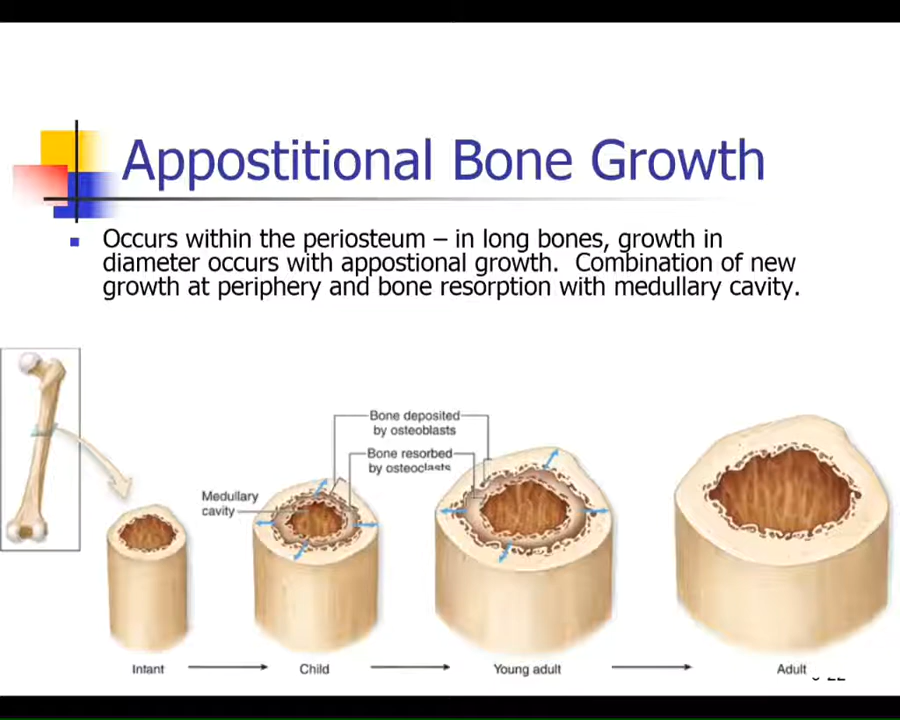 Appostitional Bone Growth
Occurs within the periosteum – in long bones, growth in
diameter occurs with appostional growth. Combination of new
growth at periphery and bone resorption with medullary cavity.
Bone deposited
by osteoblasts
Bone resorbed
by osteoclasts
Medullary
cavity
Infant
Child
Young adult
Adult